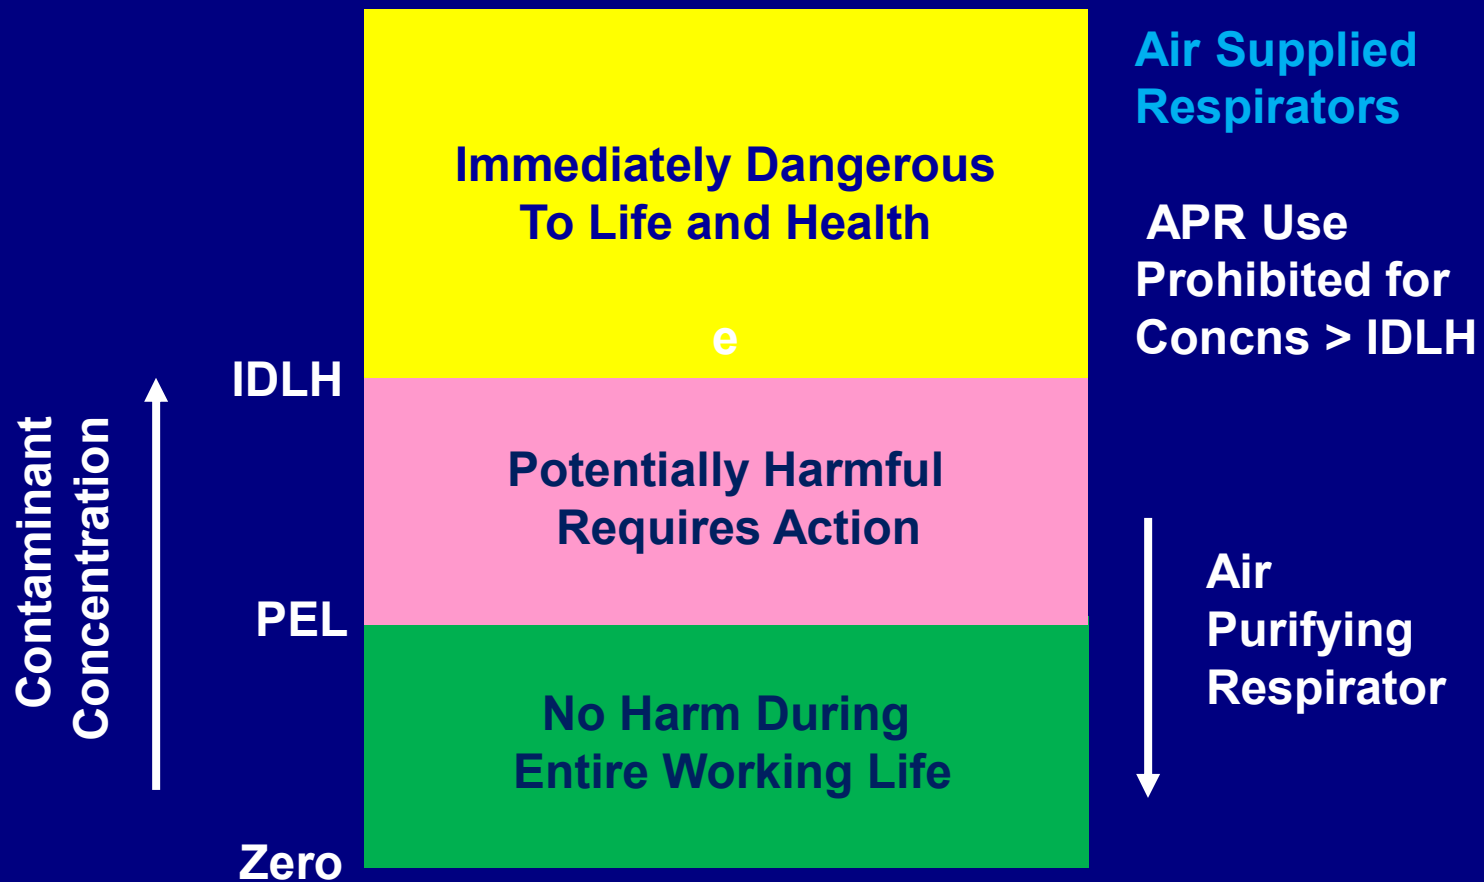 Air Supplied
Respirators
Immediately Dangerous
To Life and Health
APR Use
Prohibited for
Concns > IDLH
e
IDLH
Contaminant
Concentration
Potentially Harmful
Requires Action
PEL
Air
Purifying
Respirator
No Harm During
Entire Working Life
Zero